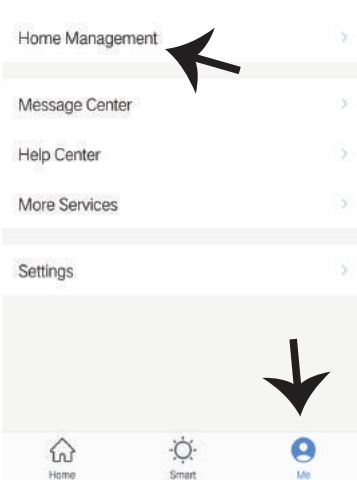 Home Management
Message Center
Help Center
More Services
Settings
Home Smart Me